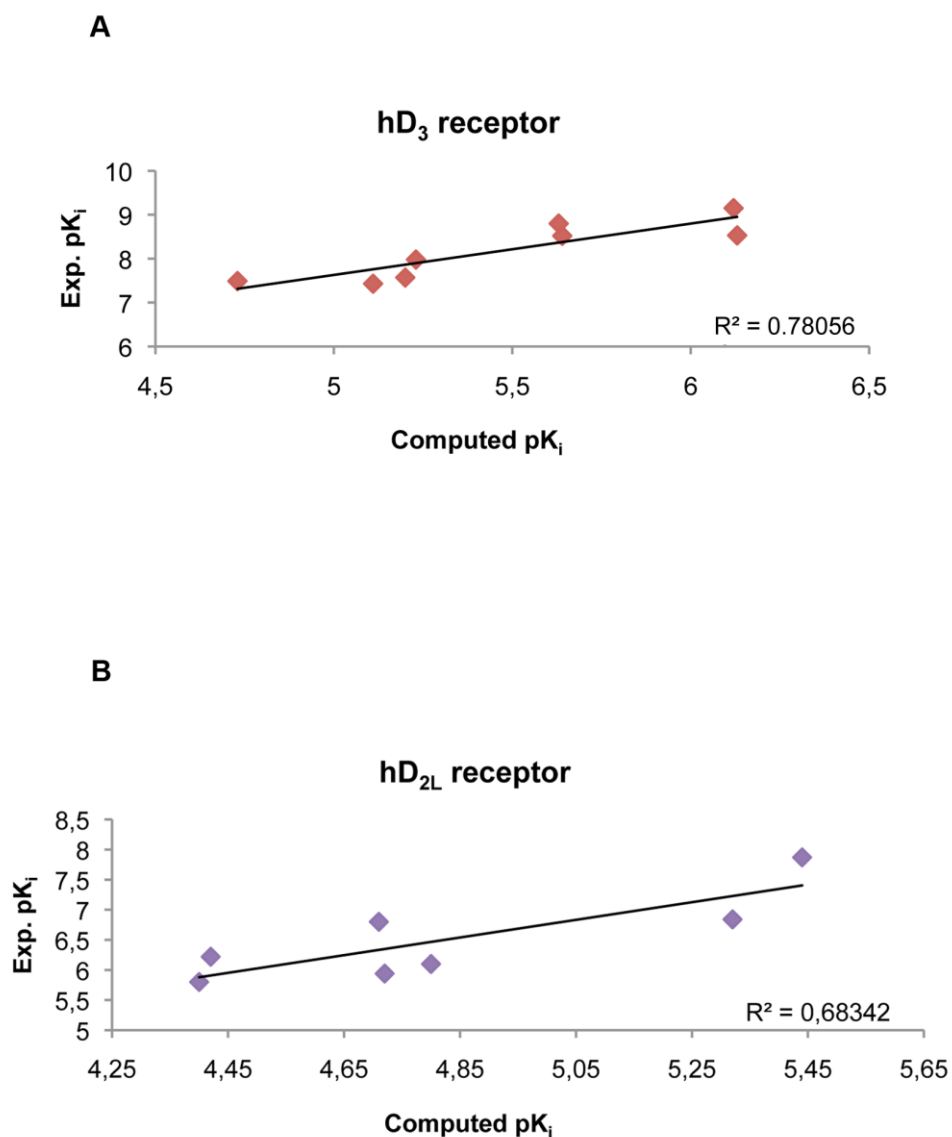 A
hD₃ receptor
10
9
8
7
6
Exp. pKᵢ
R² = 0.78056
4,5 5 5,5 6 6,5
Computed pKᵢ
B
hD₂L receptor
8,5
8
7,5
7
6,5
6
5,5
5
Exp. pKᵢ
R² = 0,68342
4,25 4,45 4,65 4,85 5,05 5,25 5,45 5,65
Computed pKᵢ